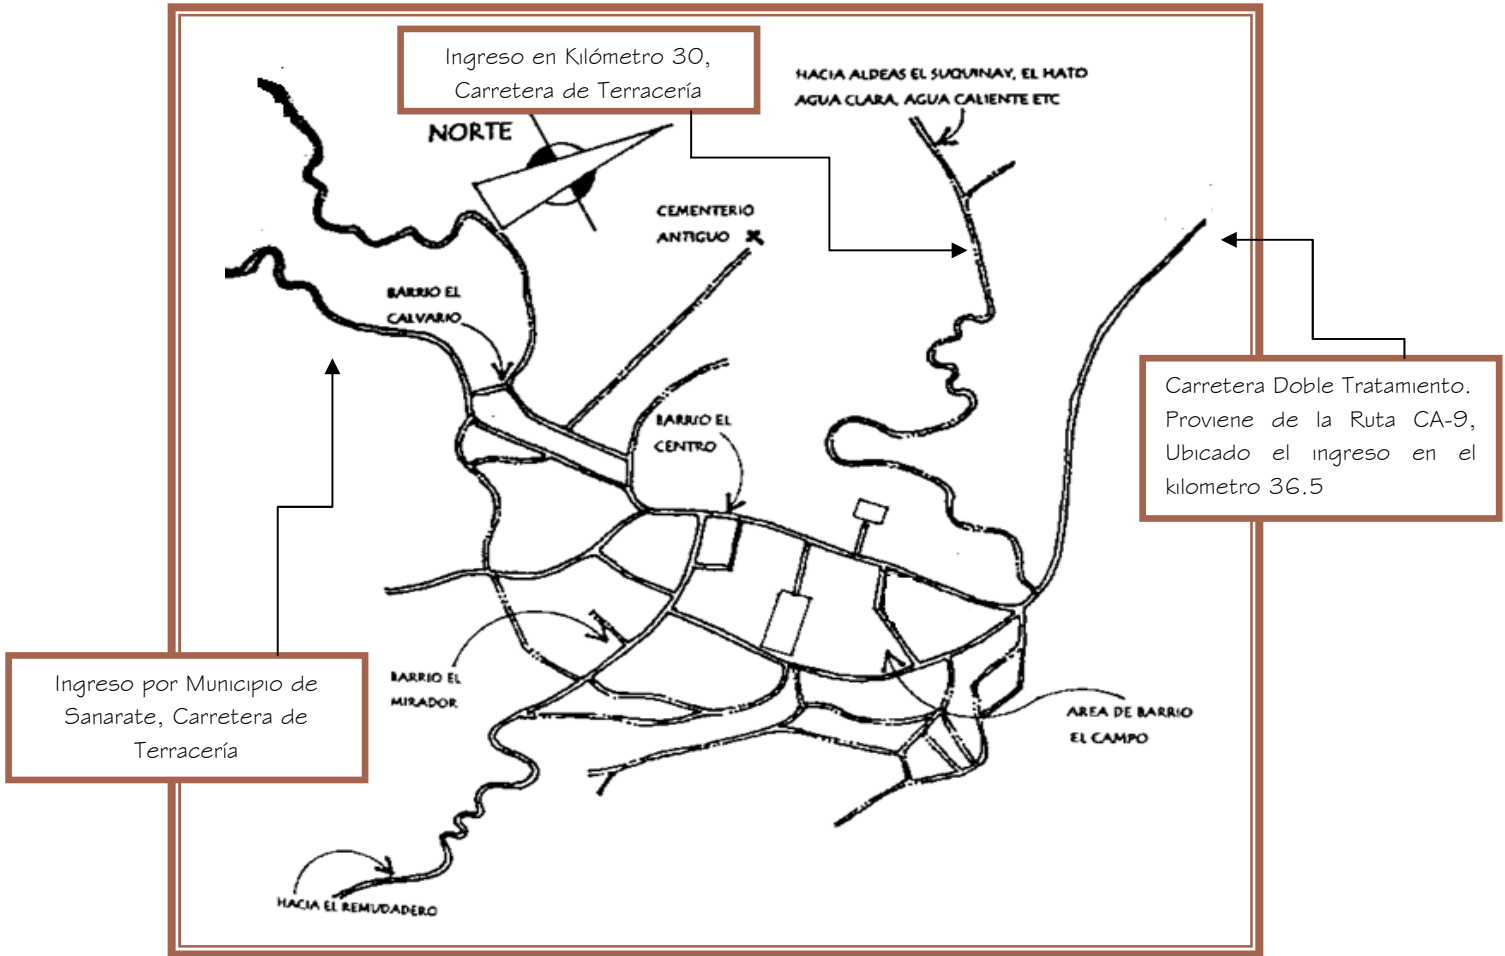 Ingreso en Kilómetro 30,
Carretera de Terracería
HACIA ALDEAS EL SUQUINAY, EL HATO
AGUA CLARA, AGUA CALIENTE ETC
NORTE
CEMENTERIO
ANTIGUO
BARRIO EL
CALVARIO
Carretera Doble Tratamiento.
Proviene de la Ruta CA-9,
Ubicado el ingreso en el
kilometro 36.5
BARRIO EL
CENTRO
Ingreso por Municipio de
Sanarate, Carretera de
Terracería
BARRIO EL
MIRADOR
AREA DE BARRIO
EL CAMPO
HACIA EL REMUDADERO